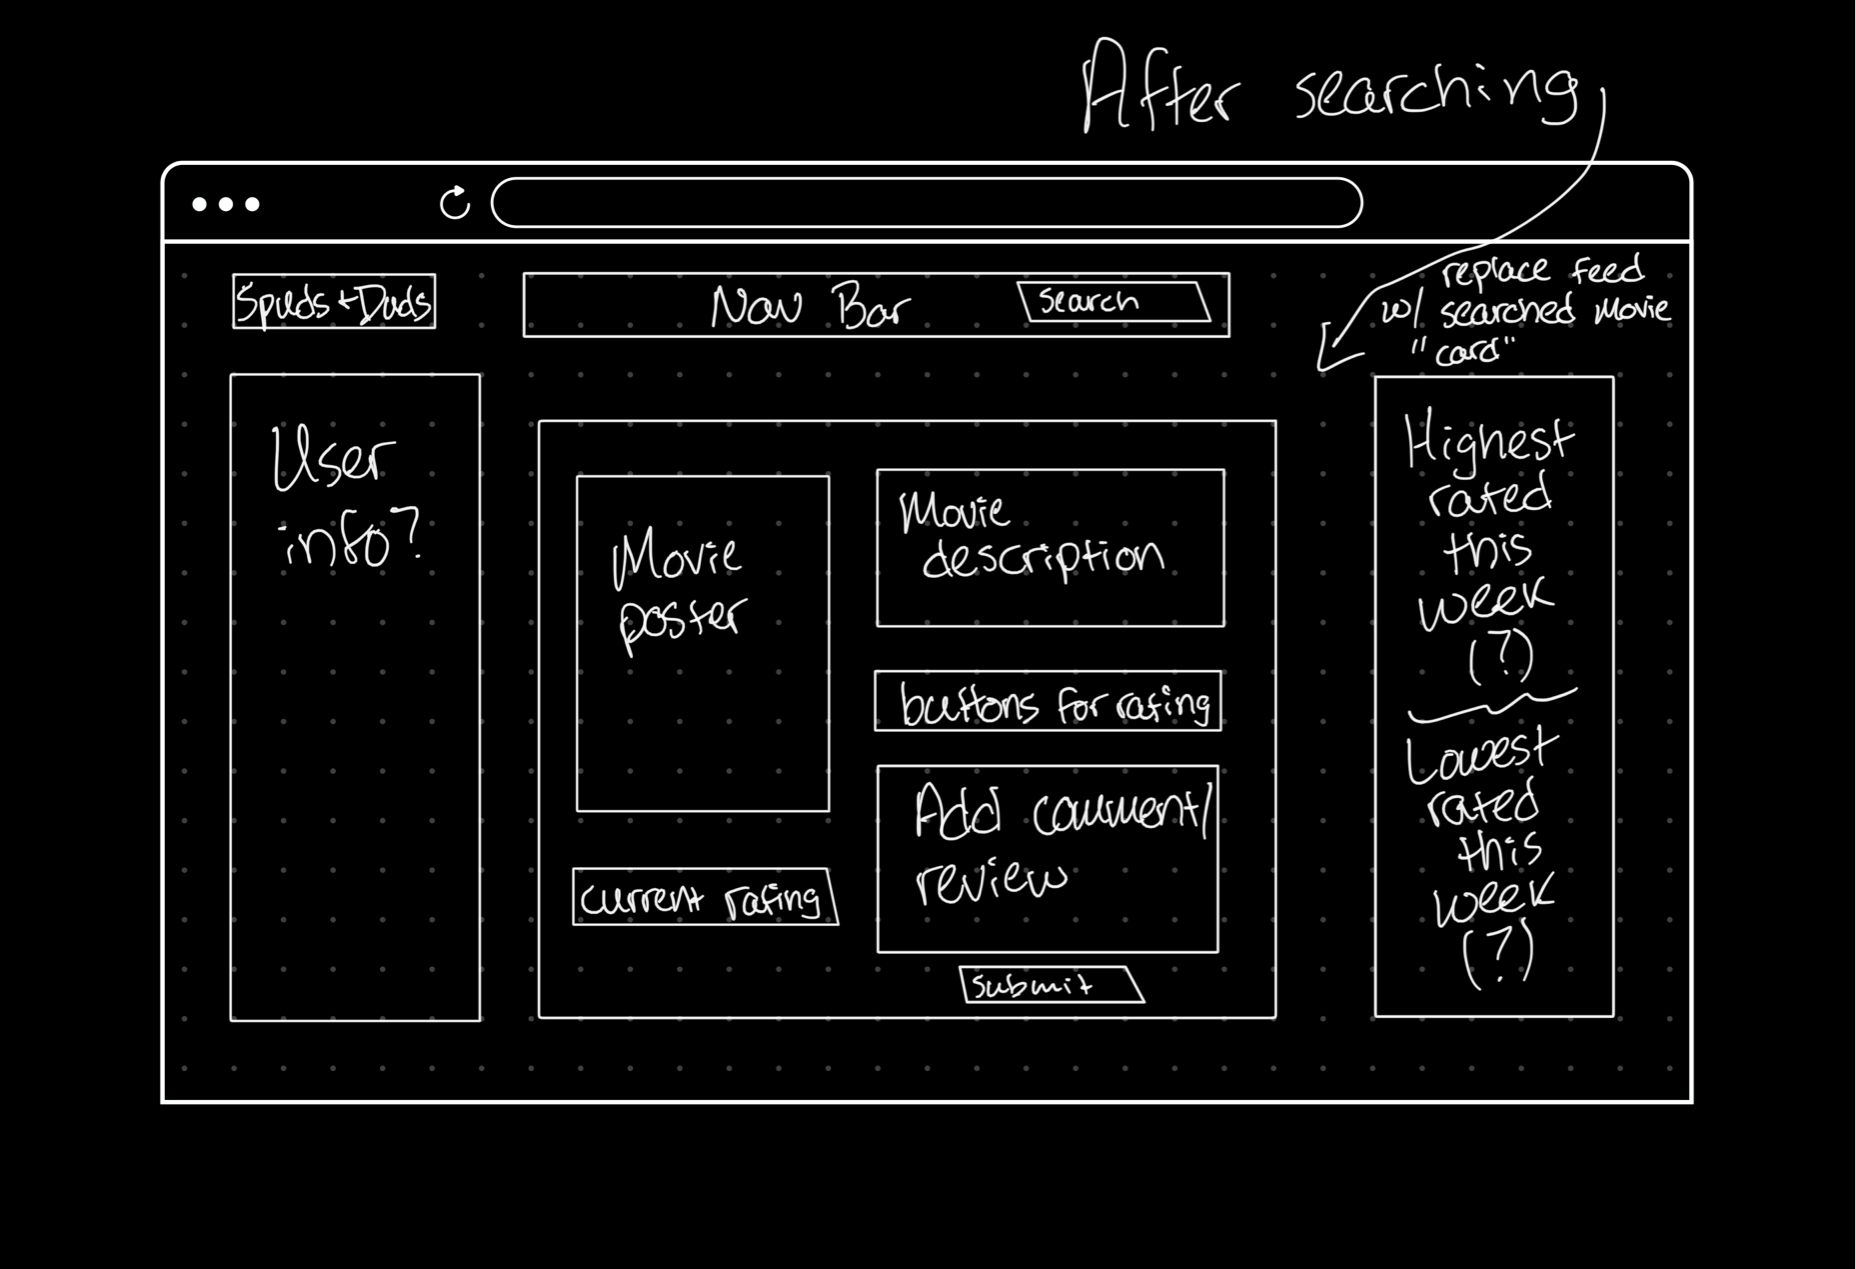 After searching
replace feed
w/ searched Movie
"card"
Spuds + Duds
Nav Bar
Search
User
info?
Movie
poster
current rating
Movie
description
buttons for rating
Add comment/
review
Submit
Highest
rated
this
week
(?)
Lowest
rated
this
week
(?)